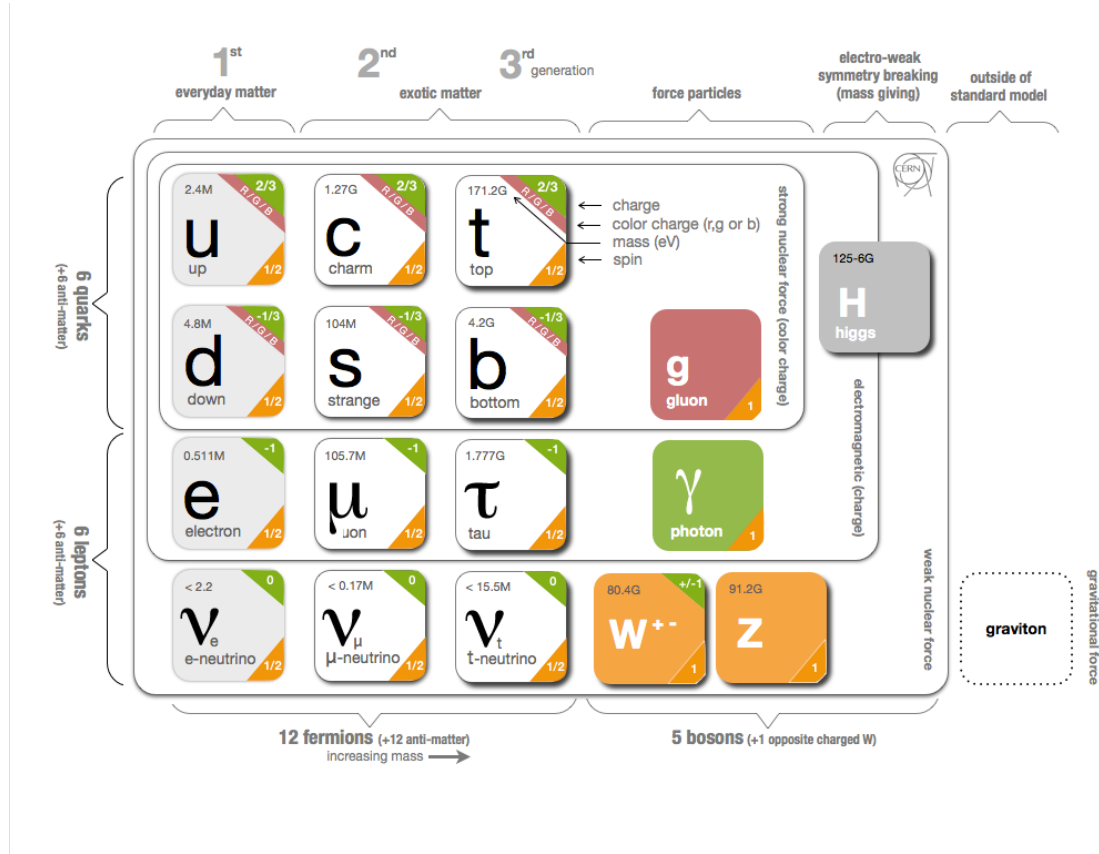 1st
2nd
3rd generation
everyday matter
exotic matter
force particles
electro-weak
symmetry breaking
(mass giving)
outside of
standard model
CERN
6 quarks
(+6 anti-matter)
2.4M
2/3
R/G/B
u
up
1/2
1.27G
2/3
R/G/B
c
charm
1/2
171.2G
2/3
R/G/B
t
top
1/2
charge
color charge (r,g or b)
mass (eV)
spin
strong nuclear force (color charge)
125-6G
H
higgs
4.8M
-1/3
R/G/B
d
down
1/2
104M
-1/3
R/G/B
s
strange
1/2
4.2G
-1/3
R/G/B
b
bottom
1/2
g
gluon
1
electromagnetic (charge)
6 leptons
(+6 anti-matter)
0.511M
-1
e
electron
1/2
105.7M
-1
μ
uon
1/2
1.777G
-1
τ
tau
1/2
γ
photon
1
weak nuclear force
< 2.2
0
νe
e-neutrino
1/2
< 0.17M
0
νμ
μ-neutrino
1/2
< 15.5M
0
νt
t-neutrino
1/2
80.4G
+/-1
W+-
1
91.2G
Z
1
graviton
gravitational force
12 fermions (+12 anti-matter)
increasing mass
5 bosons (+1 opposite charged W)